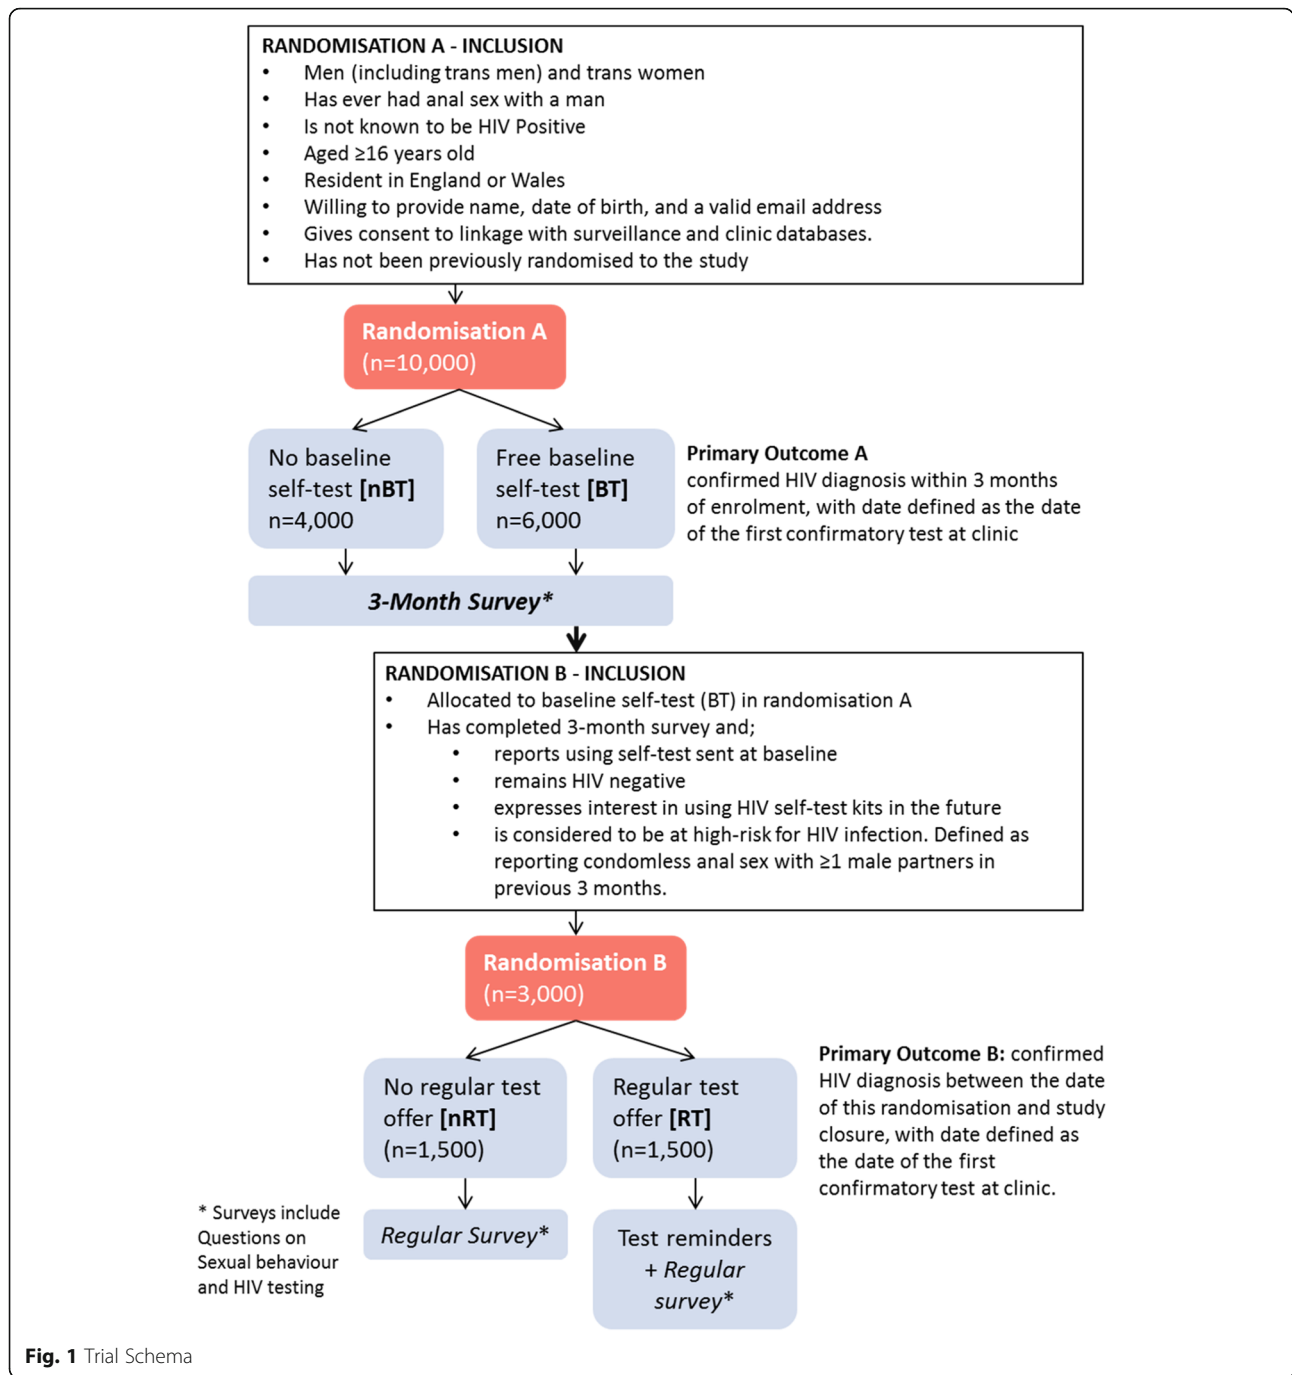 RANDOMISATION A - INCLUSION
• Men (including trans men) and trans women
• Has ever had anal sex with a man
• Is not known to be HIV Positive
• Aged ≥16 years old
• Resident in England or Wales
• Willing to provide name, date of birth, and a valid email address
• Gives consent to linkage with surveillance and clinic databases.
• Has not been previously randomised to the study
Randomisation A
(n=10,000)
No baseline
self-test [nBT]
n=4,000
Free baseline
self-test [BT]
n=6,000
Primary Outcome A
confirmed HIV diagnosis within 3 months
of enrolment, with date defined as the date
of the first confirmatory test at clinic
3-Month Survey*
RANDOMISATION B - INCLUSION
• Allocated to baseline self-test (BT) in randomisation A
• Has completed 3-month survey and;
• reports using self-test sent at baseline
• remains HIV negative
• expresses interest in using HIV self-test kits in the future
• is considered to be at high-risk for HIV infection. Defined as
reporting condomless anal sex with ≥1 male partners in
previous 3 months.
Randomisation B
(n=3,000)
No regular test
offer [nRT]
(n=1,500)
Regular test
offer [RT]
(n=1,500)
Primary Outcome B: confirmed
HIV diagnosis between the date
of this randomisation and study
closure, with date defined as
the date of the first
confirmatory test at clinic.
* Surveys include
Questions on
Sexual behaviour
and HIV testing
Regular Survey*
Test reminders
+ Regular
survey*
Fig. 1 Trial Schema